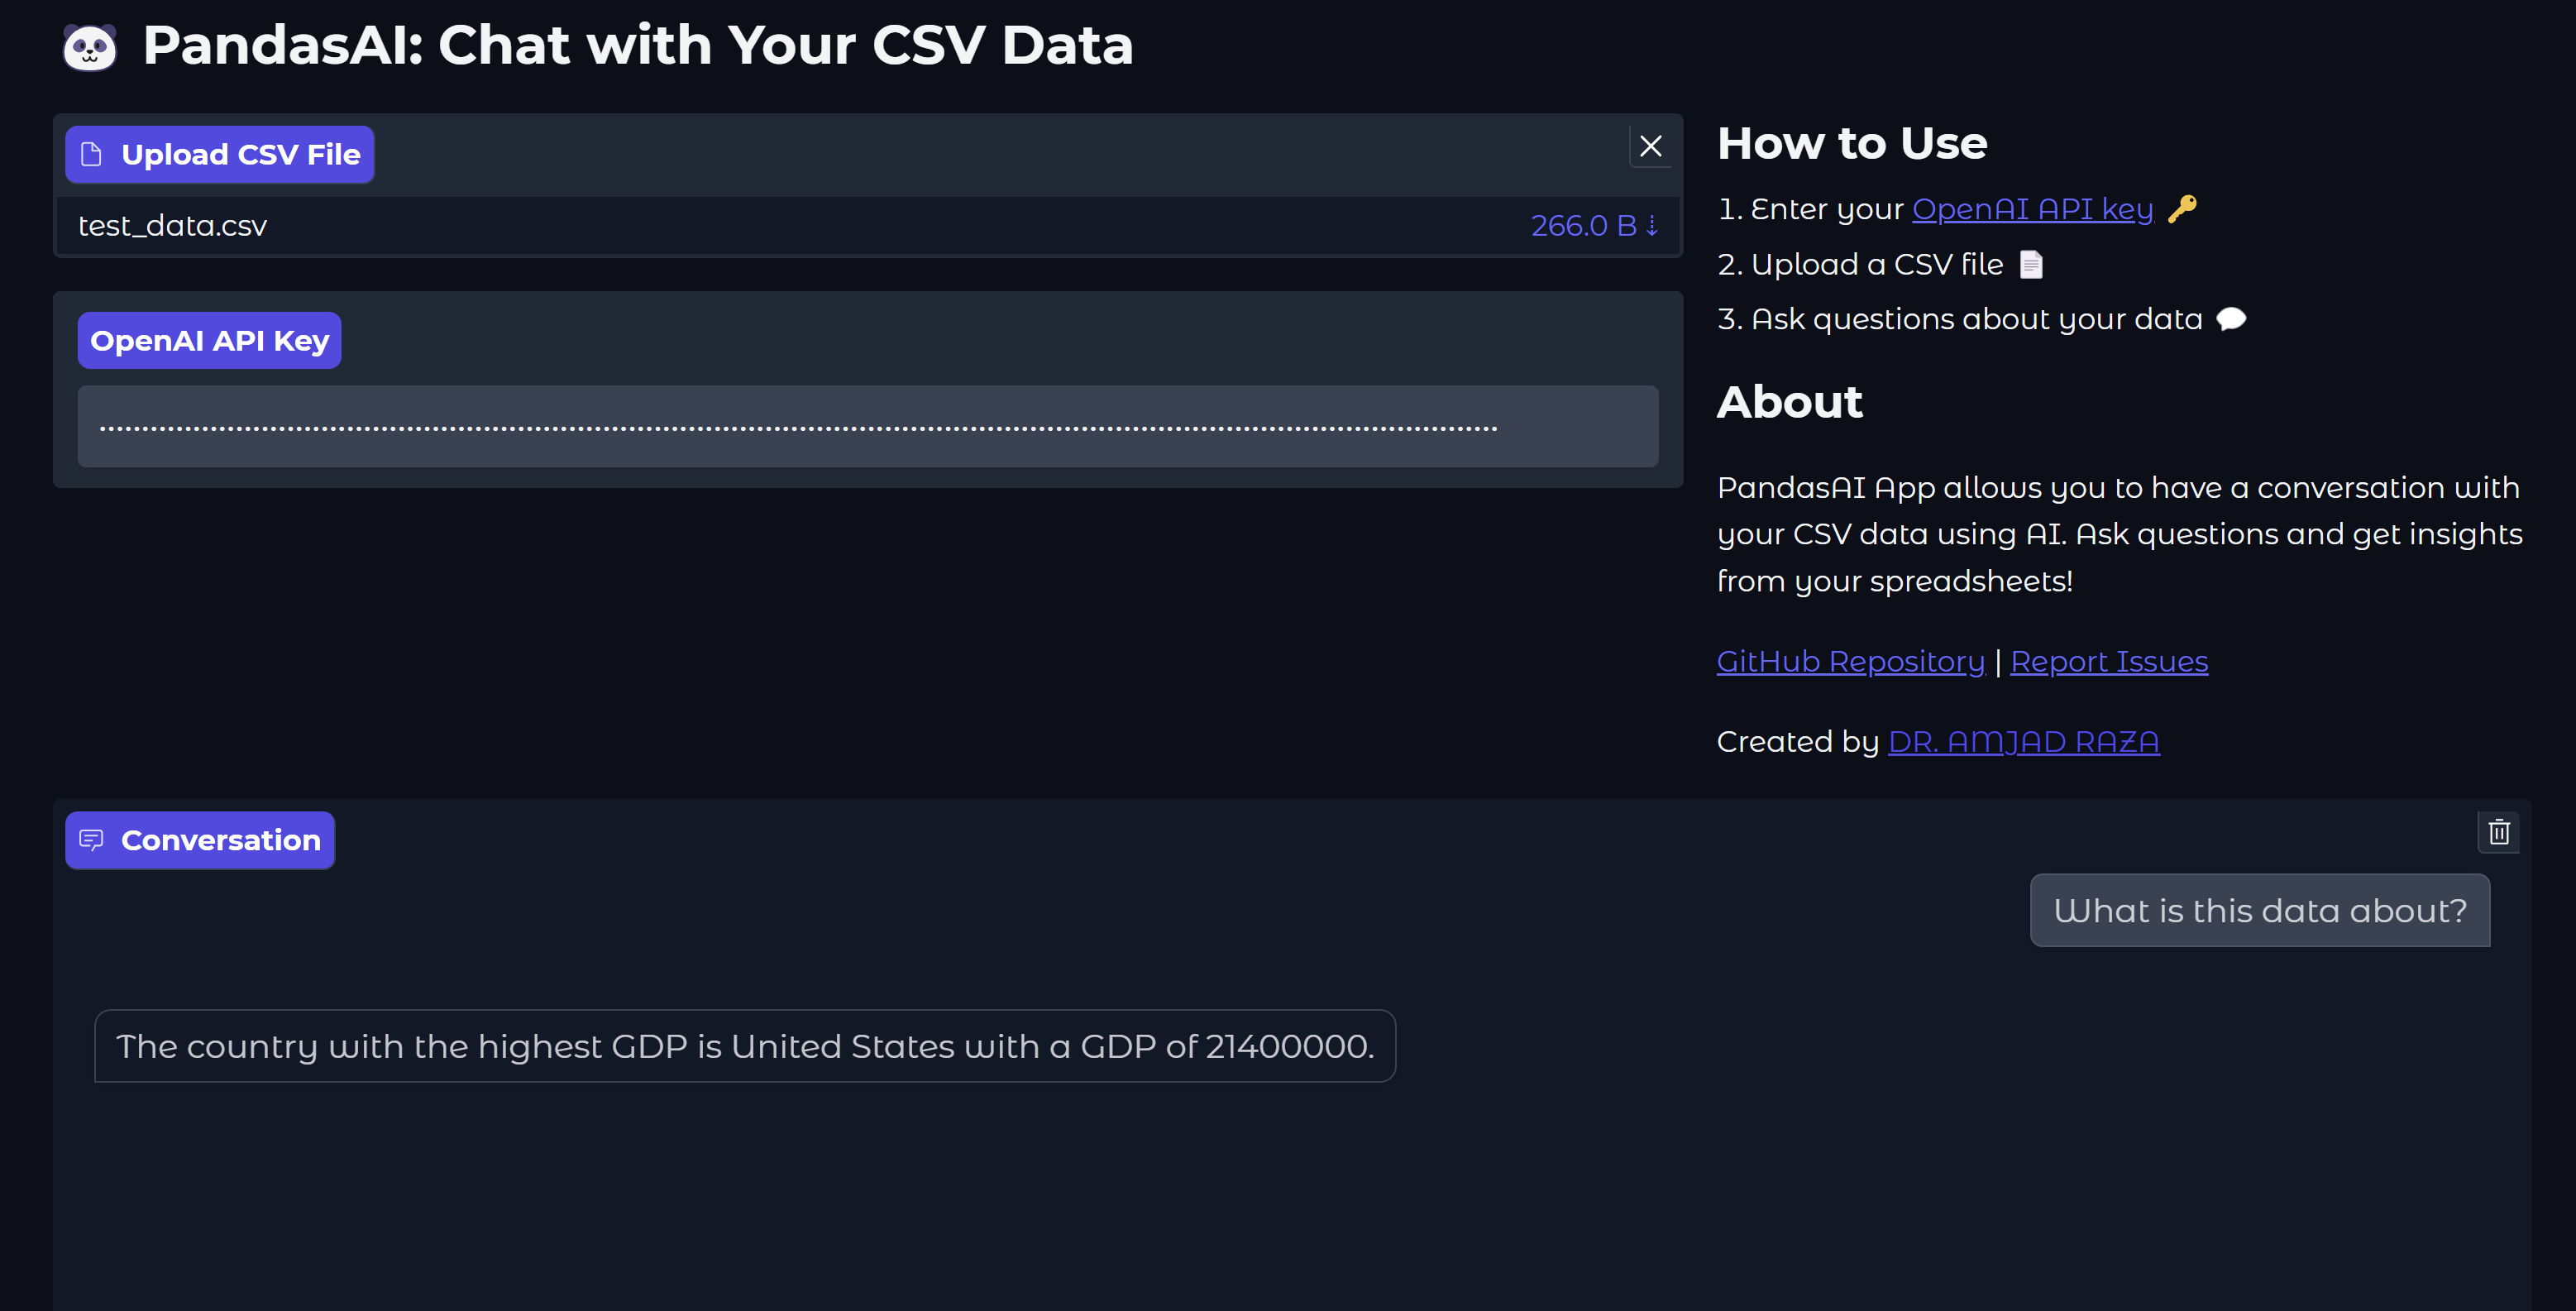 PandasAI: Chat with Your CSV Data
Upload CSV File
test_data.csv
266.0 B ↓
OpenAI API Key
How to Use
1. Enter your OpenAI API key 🔑
2. Upload a CSV file 📄
3. Ask questions about your data 💬
About
PandasAI App allows you to have a conversation with
your CSV data using AI. Ask questions and get insights
from your spreadsheets!
GitHub Repository | Report Issues
Created by DR. AMJAD RAZA
Conversation
What is this data about?
The country with the highest GDP is United States with a GDP of 21400000.